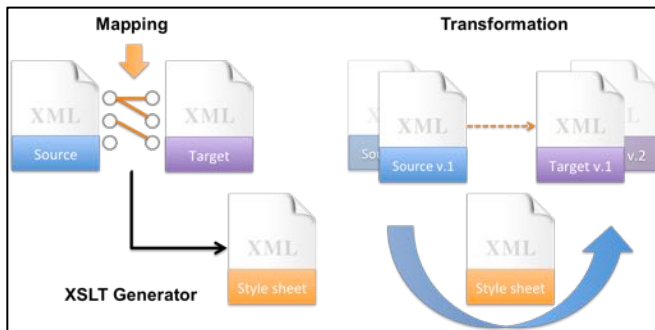 Mapping
XML
Source
XML
Target
XML
Style sheet
XSLT Generator
Transformation
Sou
XML
Source v.1
XML
Target v.1
v.2
XML
Style sheet